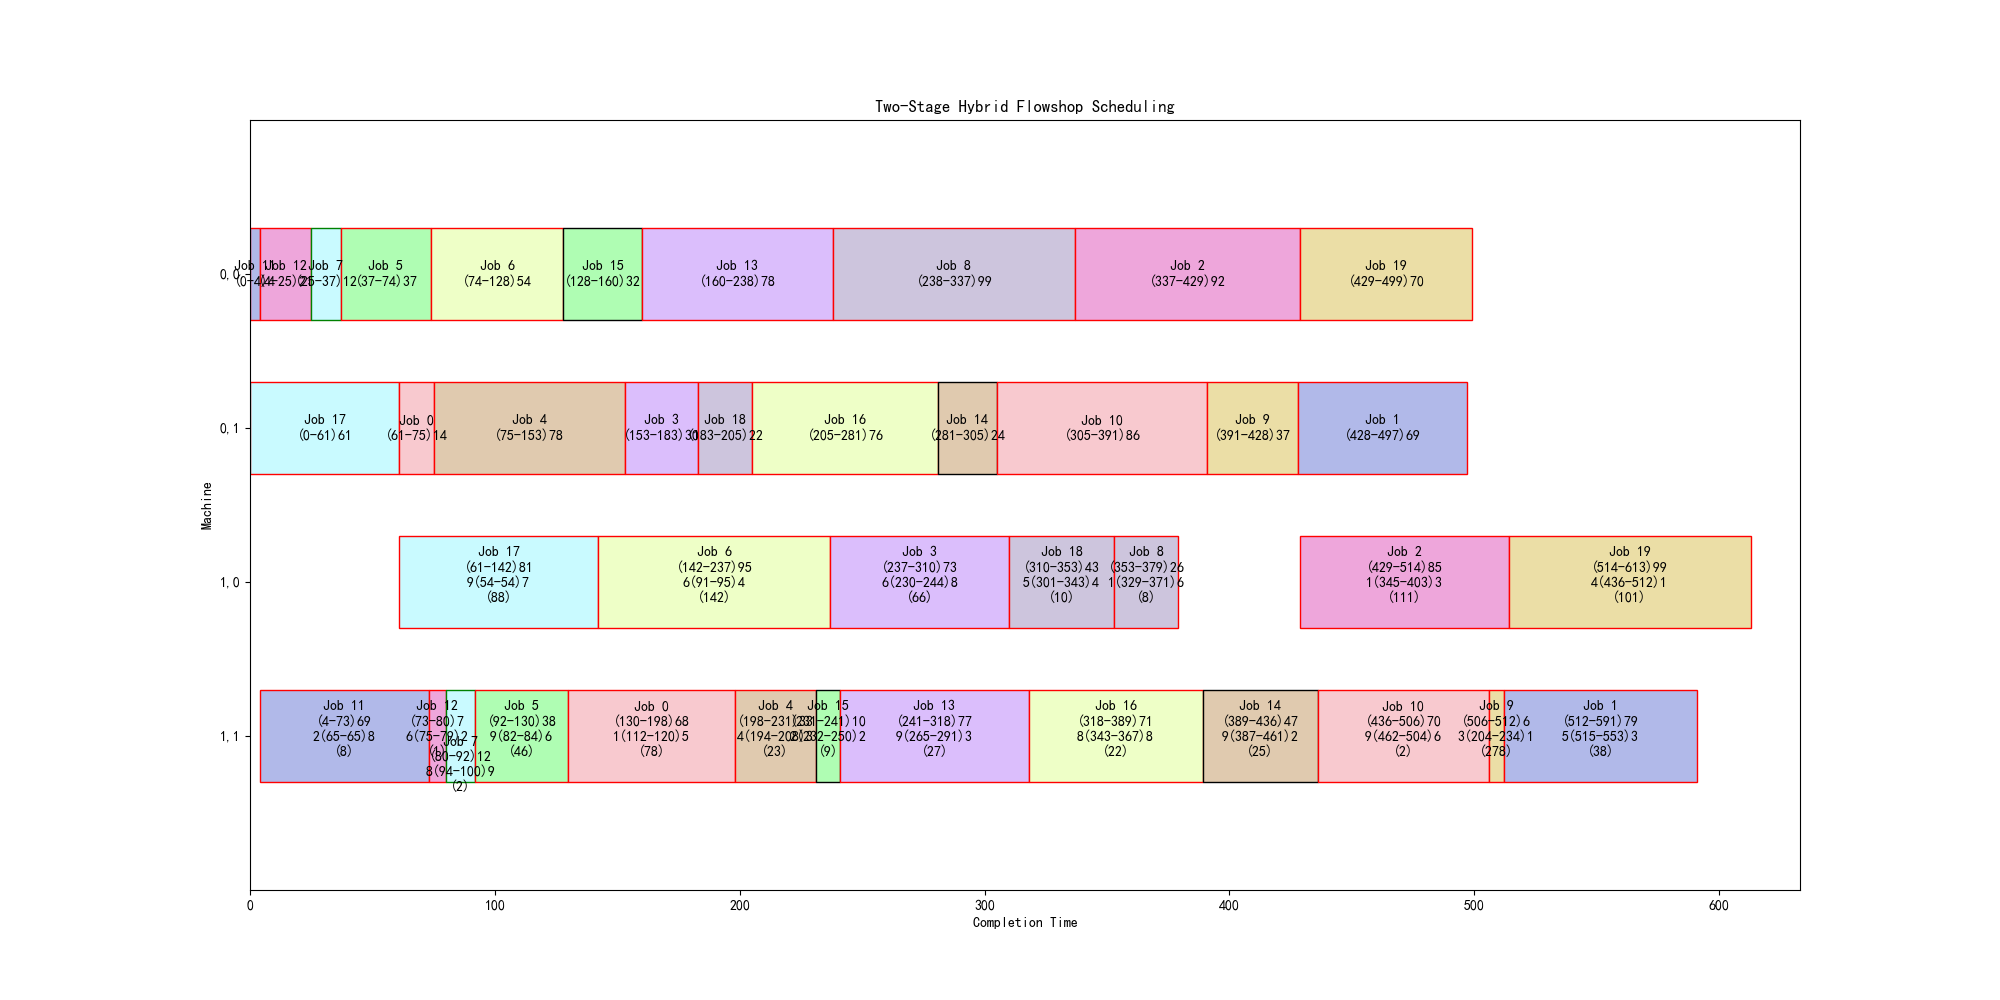 Two-Stage Hybrid Flowshop Scheduling
0,0
Job 11
Job 12
(4-25)21
Job 7
(25-37)12
Job 5
(37-74)37
Job 6
(74-128)54
Job 15
(128-160)32
Job 13
(160-238)78
Job 8
(238-337)99
Job 2
(337-429)92
Job 19
(429-499)70
0,1
Job 17
(0-61)61
Job 0
(61-75)14
Job 4
(75-153)78
Job 3
(153-183)30
Job 18
(183-205)22
Job 16
(205-281)76
Job 14
(281-305)24
Job 10
(305-391)86
Job 9
(391-428)37
Job 1
(428-497)69
Machine
1,0
Job 17
(61-142)81
9(54-54)7
(88)
Job 6
(142-237)95
6(91-95)4
(142)
Job 3
(237-310)73
6(230-244)8
(66)
Job 18
(310-353)43
5(301-343)4
(10)
Job 8
(353-379)26
1(329-371)6
(8)
Job 2
(429-514)85
1(345-403)3
(111)
Job 19
(514-613)99
4(436-512)1
(101)
1,1
Job 11
(4-73)69
2(65-65)8
(8)
Job 12
(73-80)7
(1)
Job 7
(80-92)12
8(94-100)9
(2)
Job 5
(92-130)38
9(82-84)6
(46)
Job 0
(130-198)68
1(112-120)5
(78)
Job 4
(198-231)33
(23)
Job 15
(231-241)10
(9)
Job 13
(241-318)77
9(265-291)3
(27)
Job 16
(318-389)71
8(343-367)8
(22)
Job 14
(389-436)47
9(387-461)2
(25)
Job 10
(436-506)70
9(462-504)6
(2)
Job 9
(506-512)6
3(204-234)1
(278)
Job 1
(512-591)79
5(515-553)3
(38)
0
100
200
300
400
500
600
Completion Time